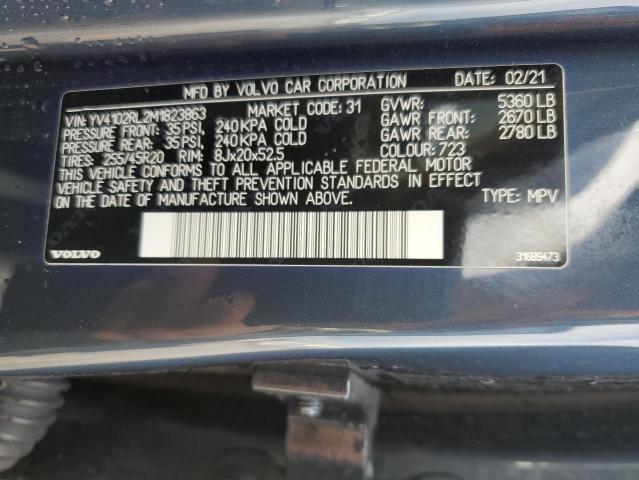 MFD BY VOLVO CAR CORPORATION DATE: 02/21
VIN: YV4102RL2M1823863 MARKET CODE: 31 GVWR: 5360 LB
PRESSURE FRONT: 35 PSI, 240 KPA COLD GAWR FRONT: 2670 LB
PRESSURE REAR: 35 PSI, 240 KPA COLD GAWR REAR: 2780 LB
TIRES: 255/45R20 RIM: 8Jx20x52.5 COLOUR: 723
THIS VEHICLE CONFORMS TO ALL APPLICABLE FEDERAL MOTOR
VEHICLE SAFETY AND THEFT PREVENTION STANDARDS IN EFFECT
ON THE DATE OF MANUFACTURE SHOWN ABOVE. TYPE: MPV
VOLVO 31689473